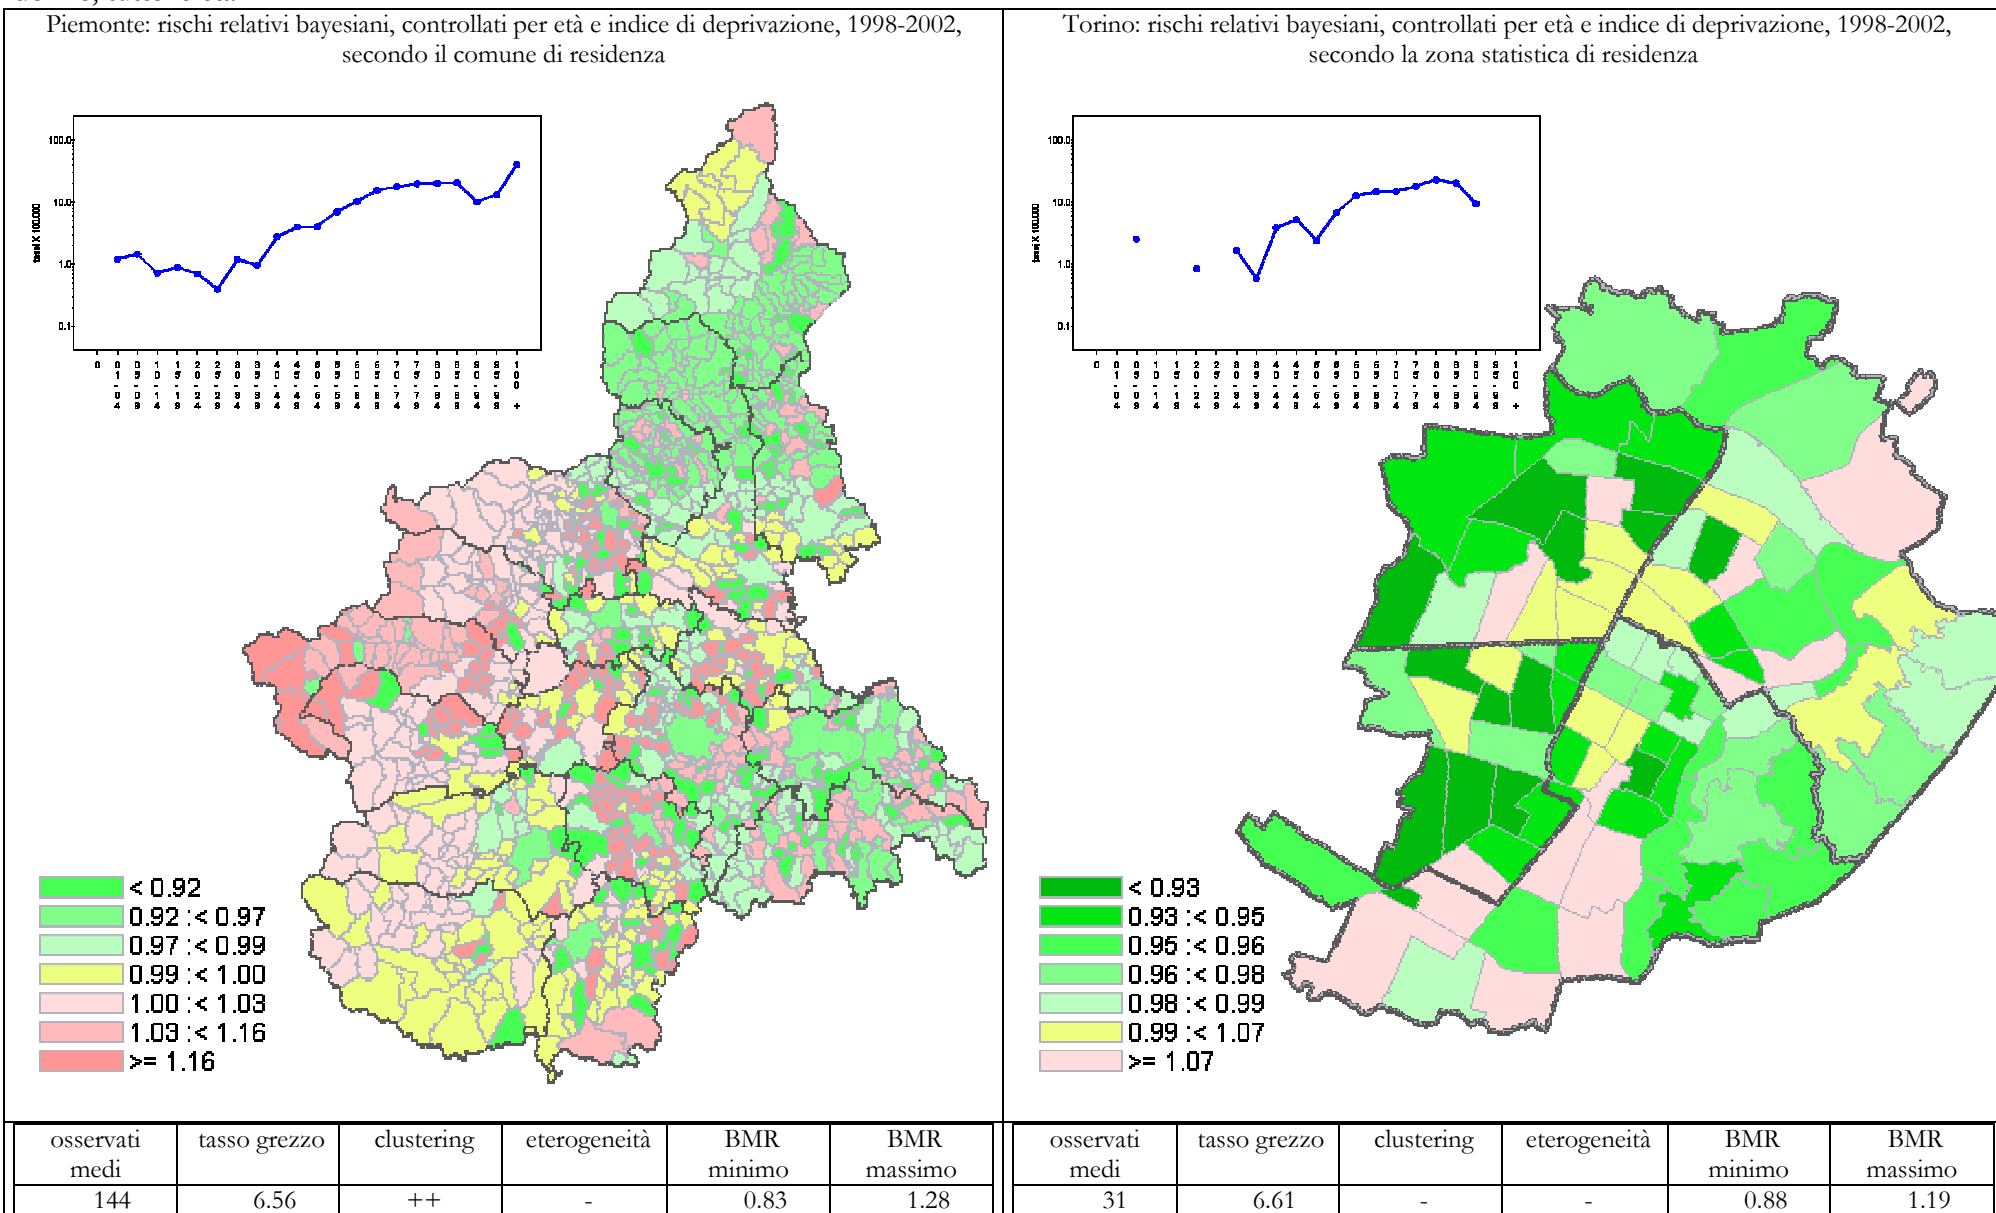 Piemonte: rischi relativi bayesiani, controllati per età e indice di deprivazione, 1998-2002,
secondo il comune di residenza
100.0
10.0
1.0
0.1
tassi X 100.000
< 0.92
0.92 :< 0.97
0.97 :< 0.99
0.99 :< 1.00
1.00 :< 1.03
1.03 :< 1.16
>= 1.16
osservati medi
tasso grezzo
clustering
eterogeneità
BMR minimo
BMR massimo
144
6.56
++
-
0.83
1.28
Torino: rischi relativi bayesiani, controllati per età e indice di deprivazione, 1998-2002,
secondo la zona statistica di residenza
100.0
10.0
1.0
0.1
tassi X 100.000
< 0.93
0.93 :< 0.95
0.95 :< 0.96
0.96 :< 0.98
0.98 :< 0.99
0.99 :< 1.07
>= 1.07
osservati medi
tasso grezzo
clustering
eterogeneità
BMR minimo
BMR massimo
31
6.61
-
-
0.88
1.19